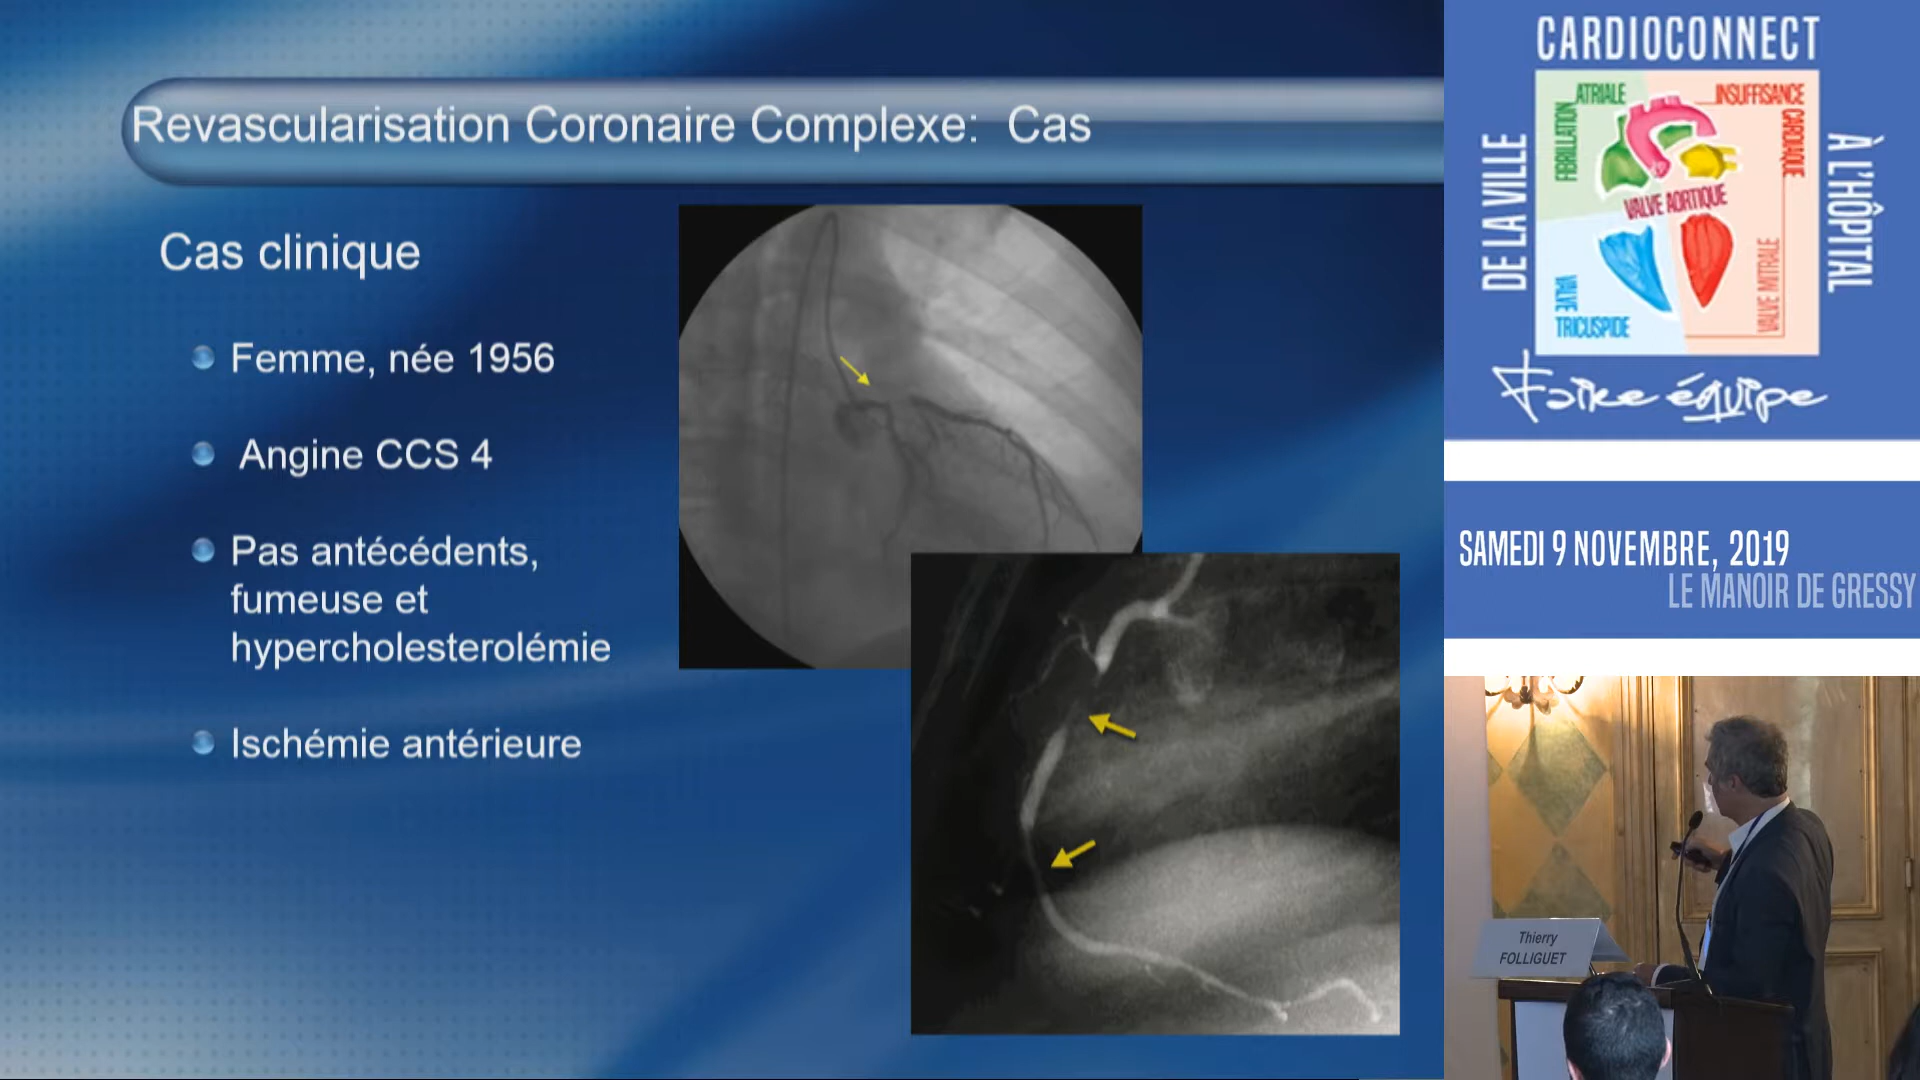 Revascularisation Coronaire Complexe: Cas
Cas clinique
Femme, née 1956
Angine CCS 4
Pas antécédents,
fumeuse et
hypercholesterolémie
Ischémie antérieure
CARDIOCONNECT
DE LA VILLE
À L'HÔPITAL
FIBRILLATION
ATRIALE
INSUFFISANCE
CARDIAQUE
VALVE AORTIQUE
VALVE
TRICUSPIDE
VALVE MITRALE
Faire équipe
SAMEDI 9 NOVEMBRE, 2019
LE MANOIR DE GRESSY
Thierry
FOLLIGUET